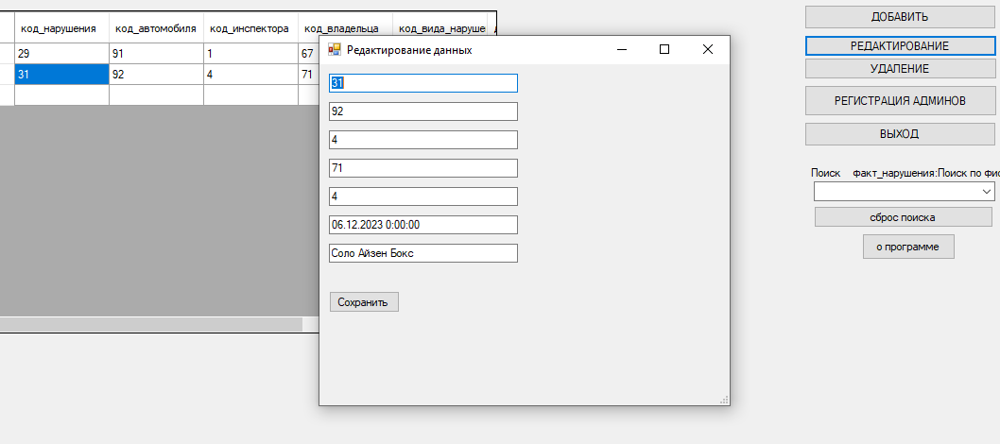 код_нарушения код_автомобиля код_инспектора код_владельца код_вида_наруше
29 91 1 67
31 92 4 71
Редактирование данных
31
92
4
71
4
06.12.2023 0:00:00
Соло Айзен Бокс
Сохранить
ДОБАВИТЬ
РЕДАКТИРОВАНИЕ
УДАЛЕНИЕ
РЕГИСТРАЦИЯ АДМИНОВ
ВЫХОД
Поиск факт_нарушения:Поиск по фио
сброс поиска
о программе